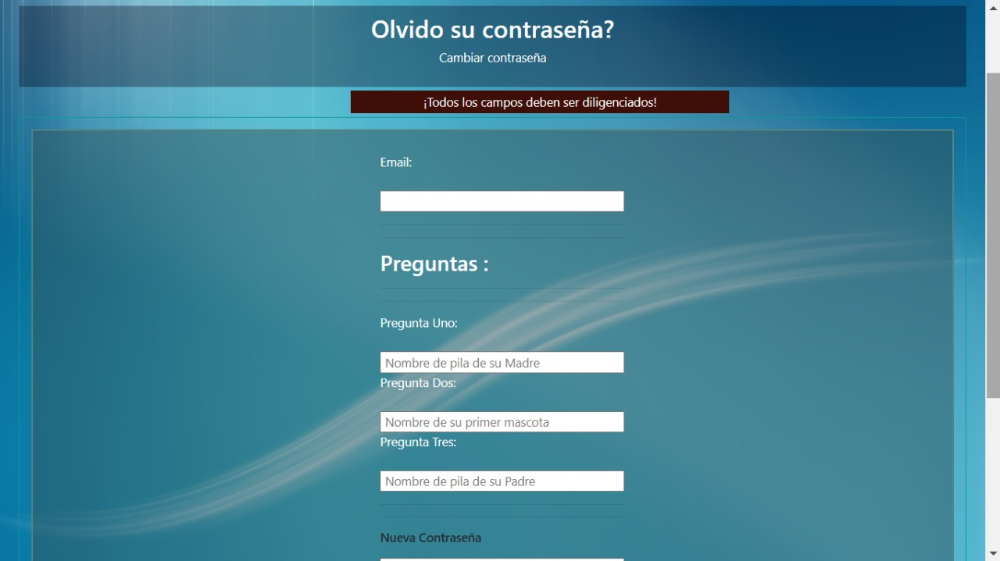 Olvido su contraseña?
Cambiar contraseña
¡Todos los campos deben ser diligenciados!
Email:
Preguntas :
Pregunta Uno:
Nombre de pila de su Madre
Pregunta Dos:
Nombre de su primer mascota
Pregunta Tres:
Nombre de pila de su Padre
Nueva Contraseña